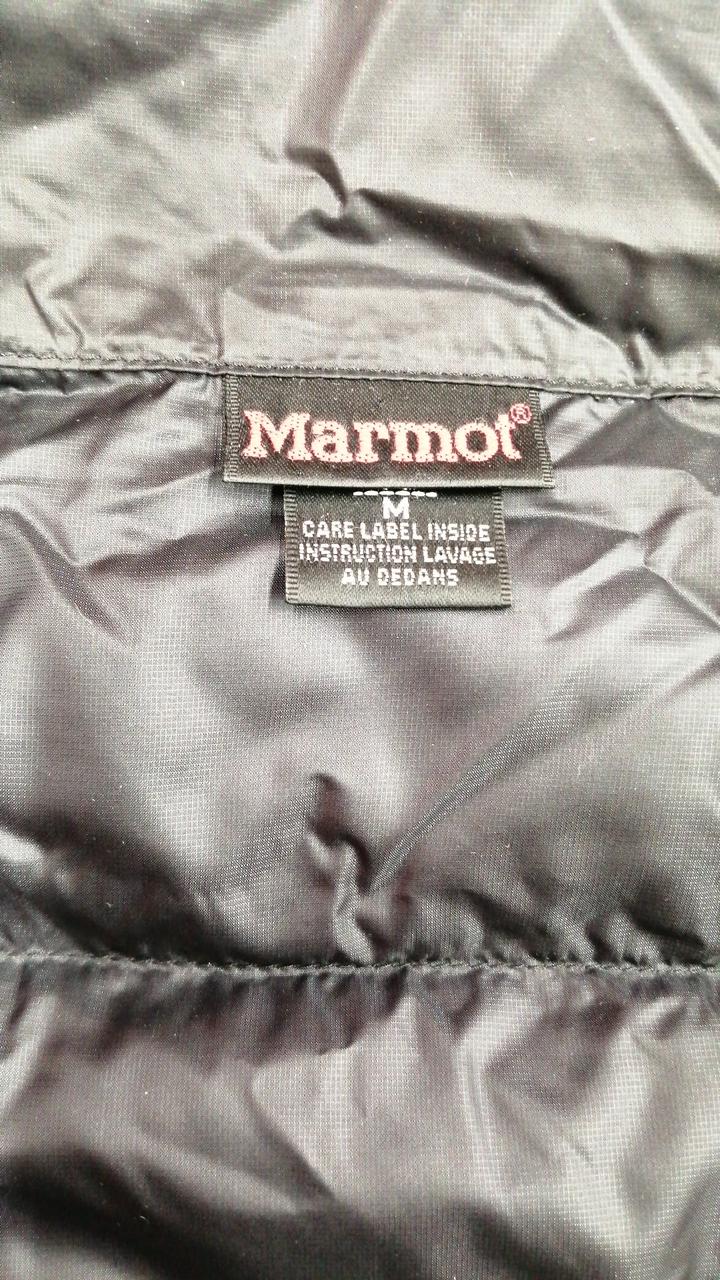 Marmot®
M
CARE LABEL INSIDE
INSTRUCTION LAVAGE
AU DEDANS